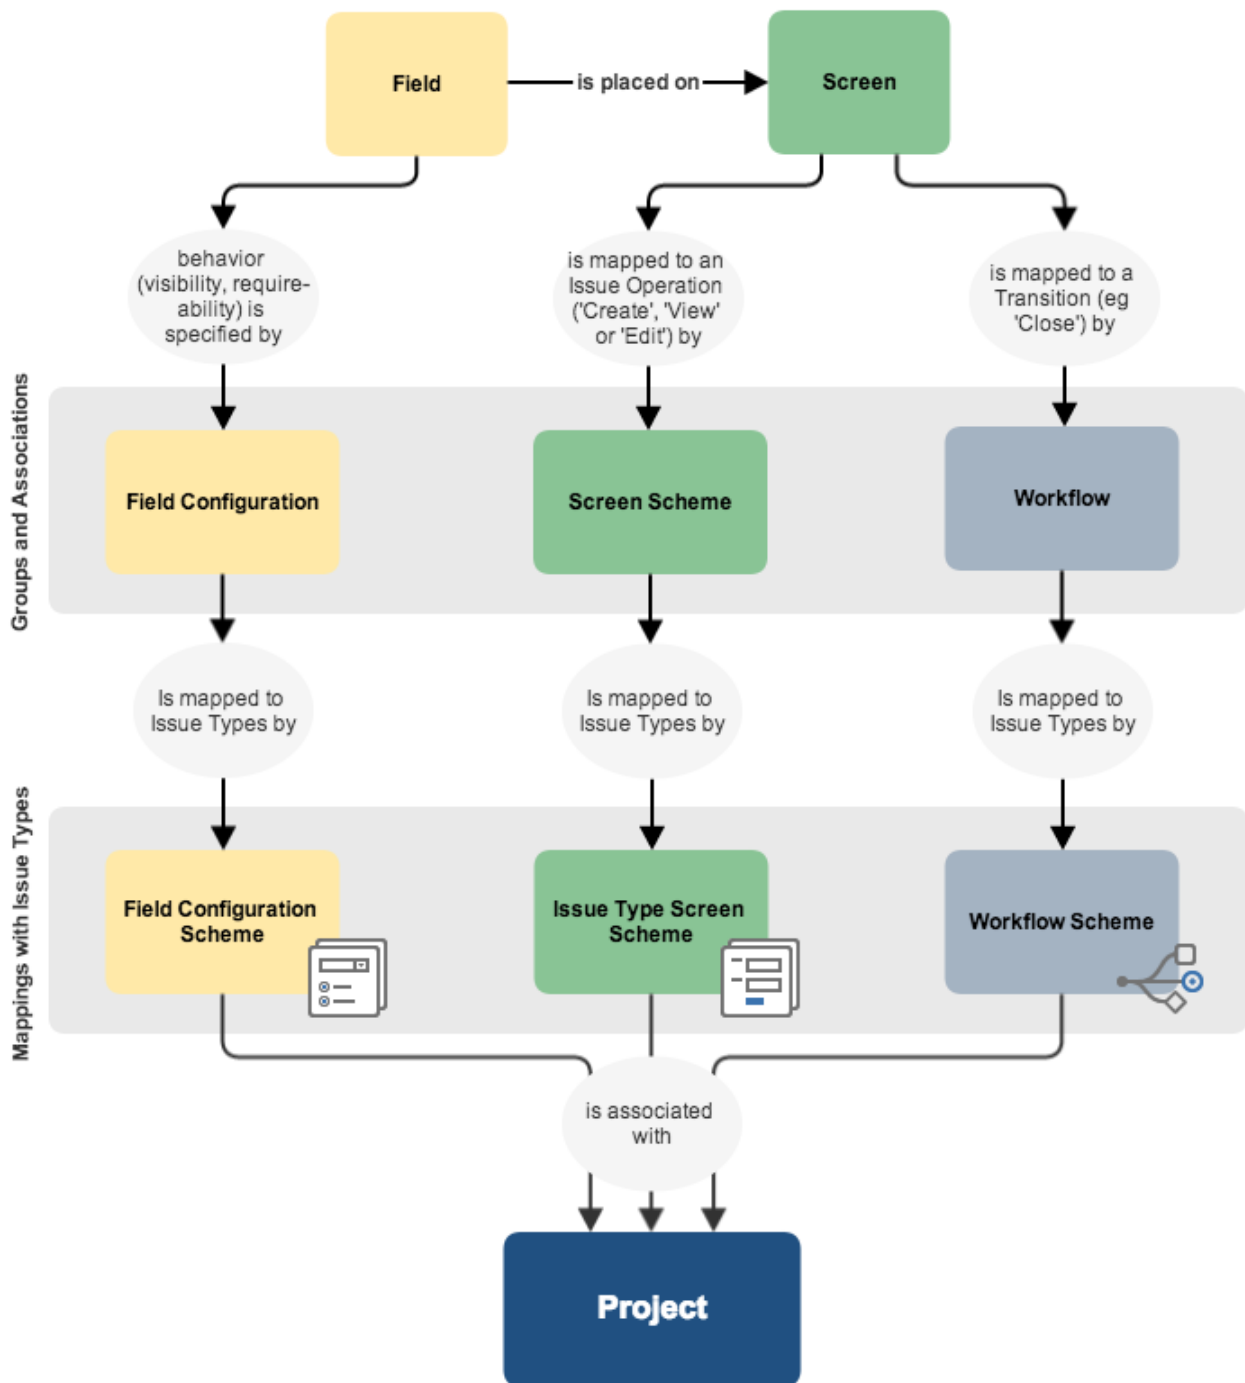 Field
is placed on
Screen
behavior
(visibility, require-
ability) is
specified by
is mapped to an
Issue Operation
('Create', 'View'
or 'Edit') by
is mapped to a
Transition (eg
'Close') by
Groups and Associations
Field Configuration
Screen Scheme
Workflow
Is mapped to
Issue Types by
Is mapped to
Issue Types by
Is mapped to
Issue Types by
Mappings with Issue Types
Field Configuration
Scheme
Issue Type Screen
Scheme
Workflow Scheme
is associated
with
Project